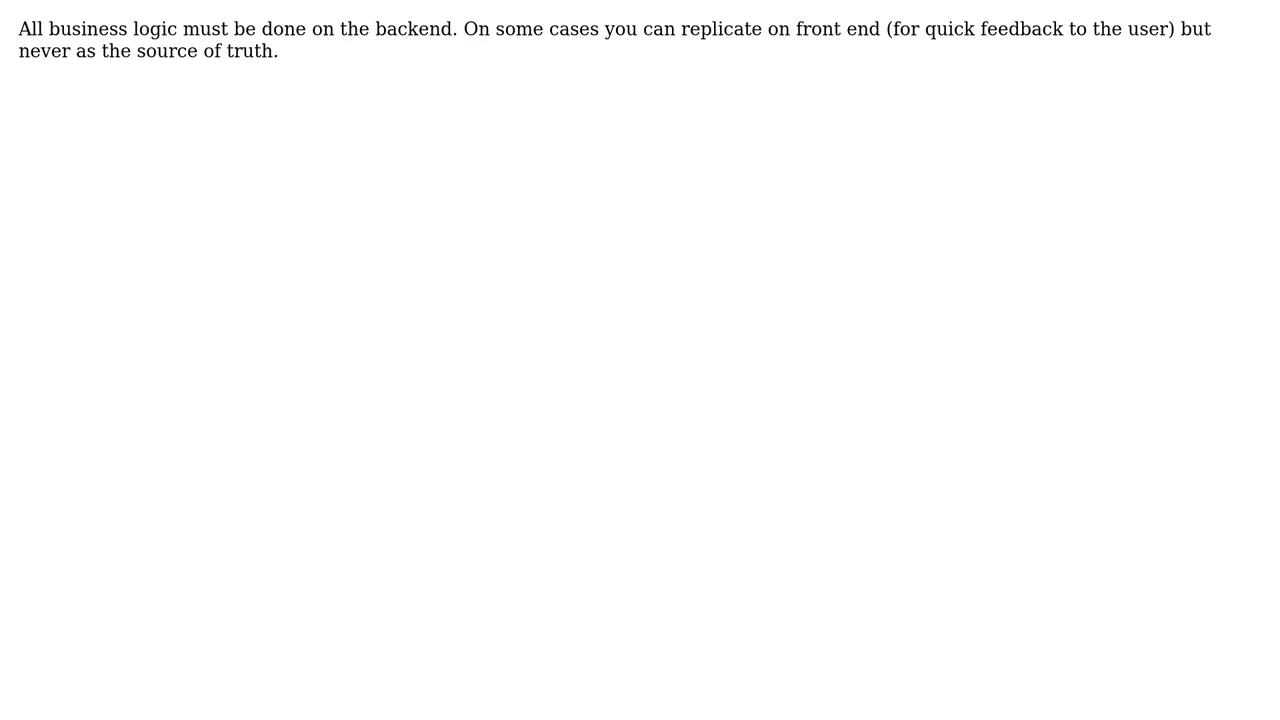 All business logic must be done on the backend. On some cases you can replicate on front end (for quick feedback to the user) but
never as the source of truth.